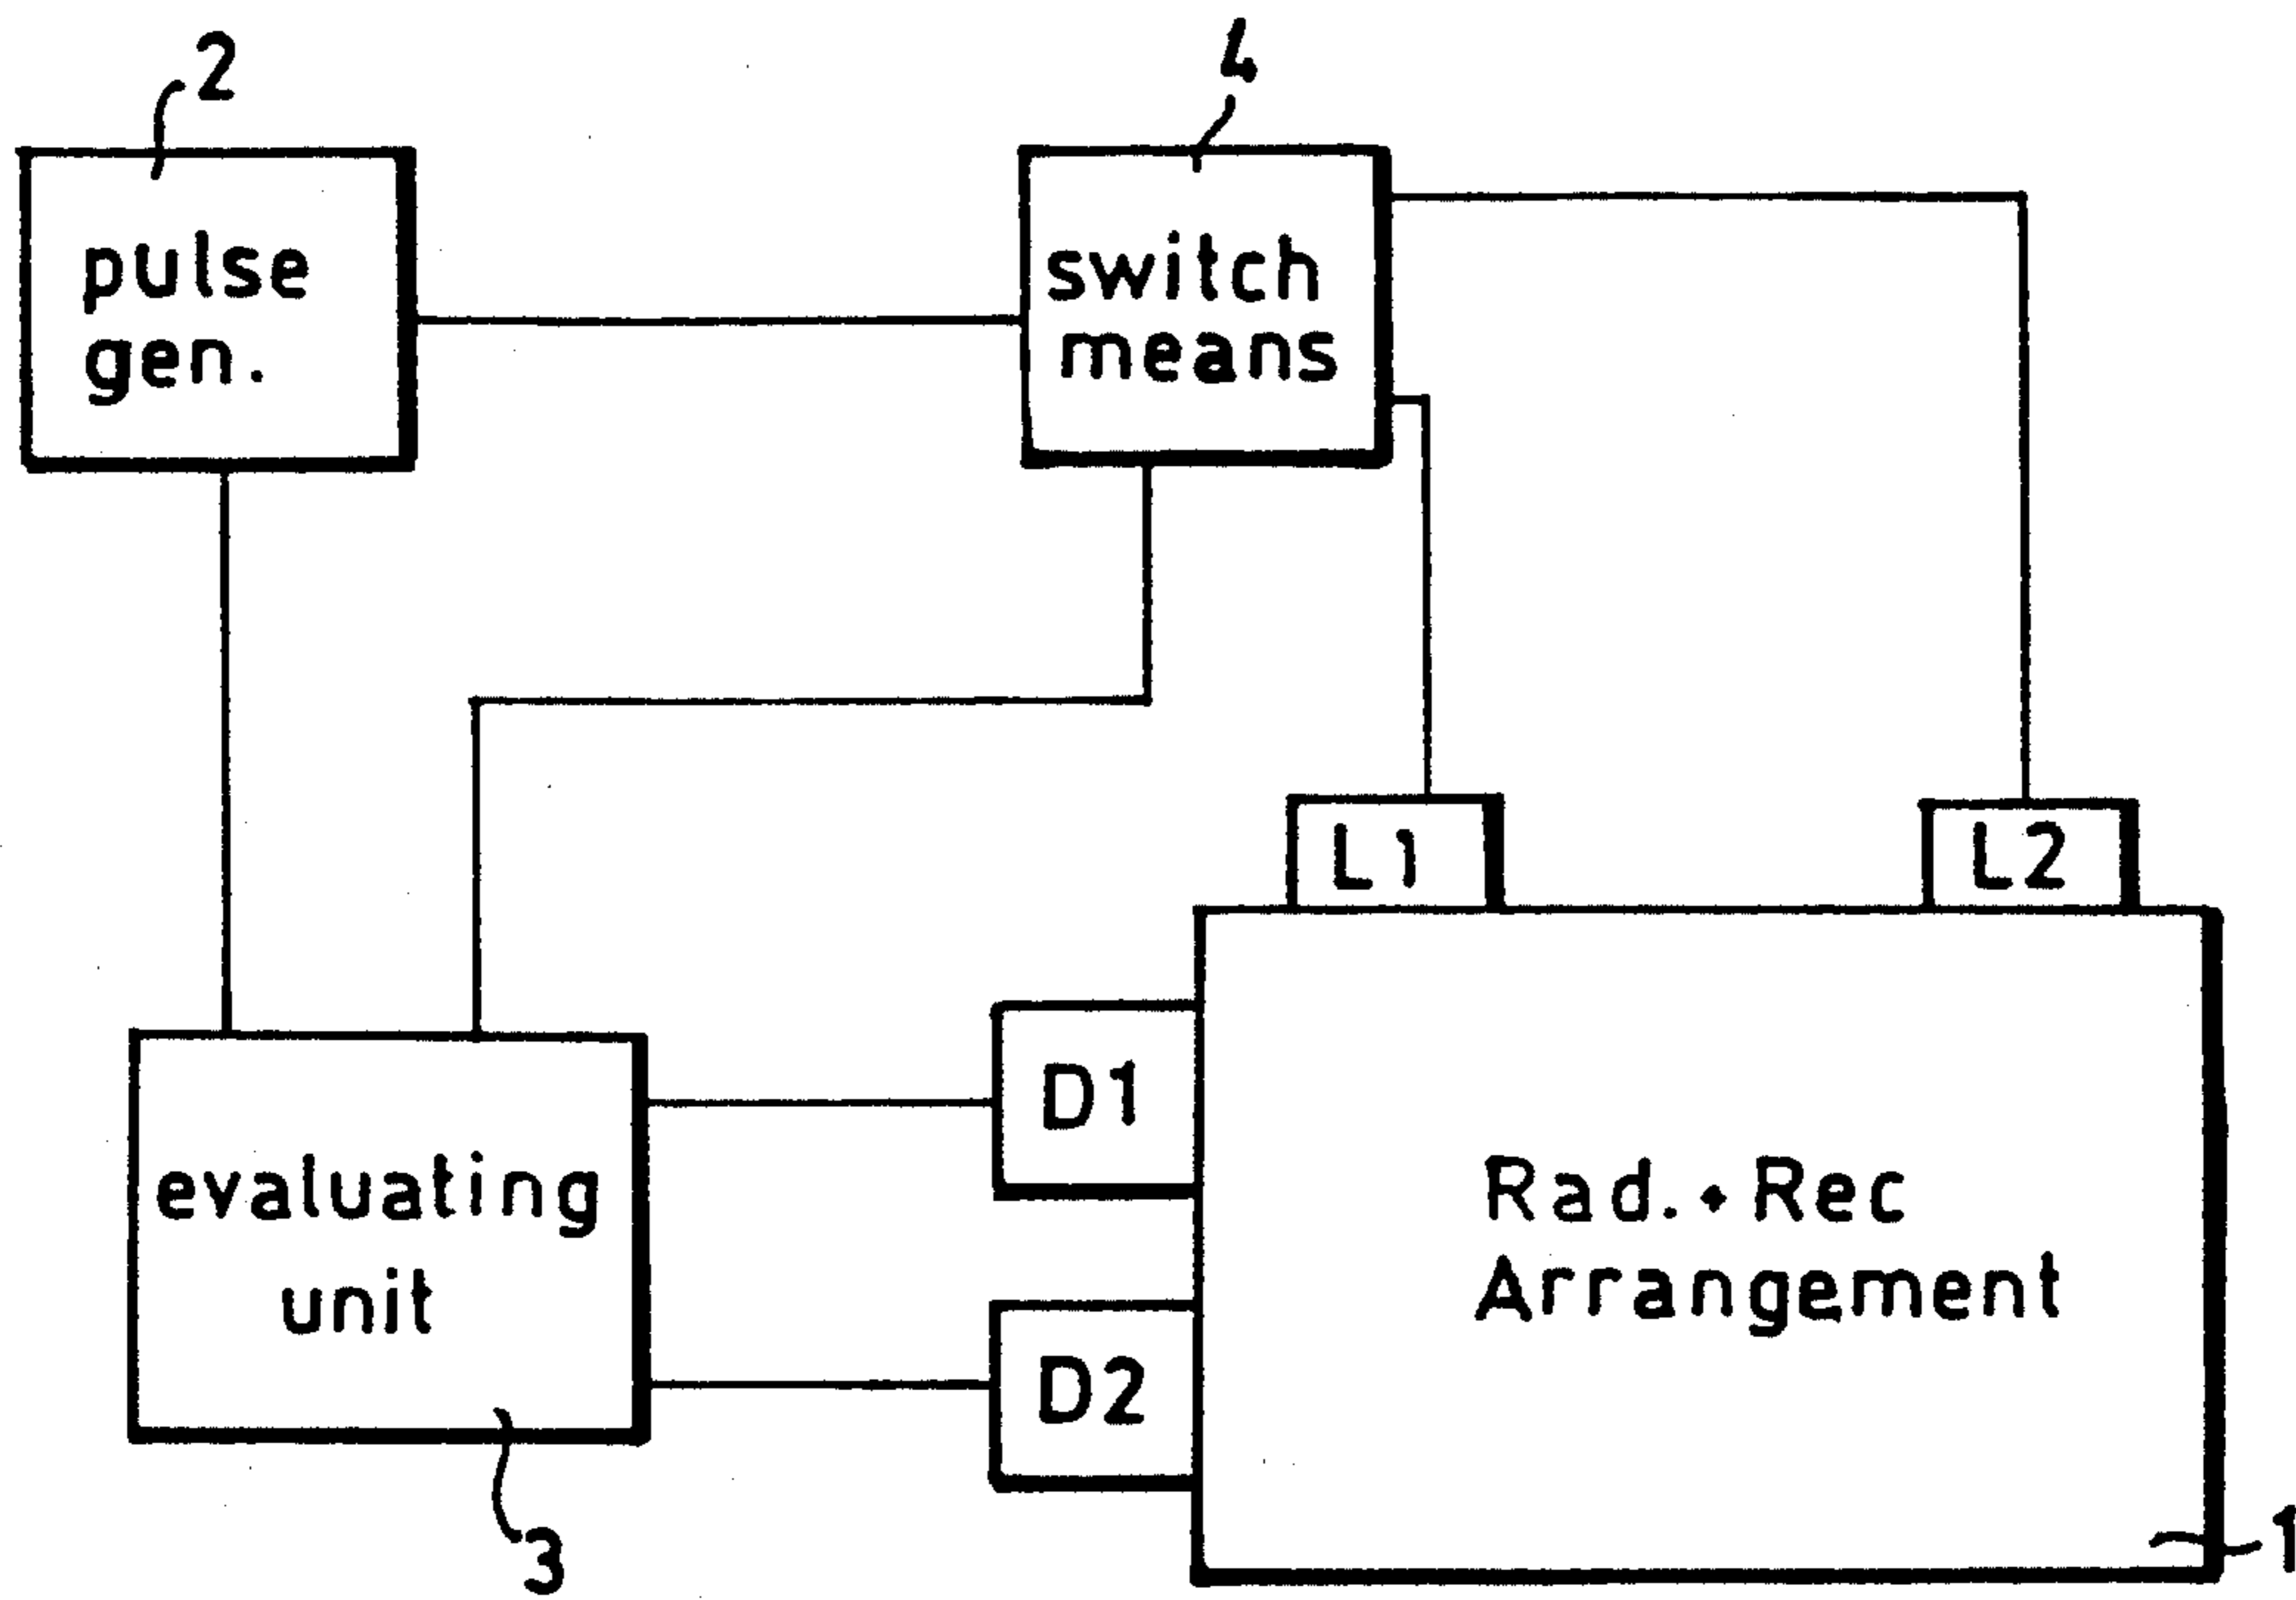 2
4
pulse
gen.
switch
means
L1
L2
D1
evaluating
unit
D2
Rad.+Rec
Arrangement
3
1